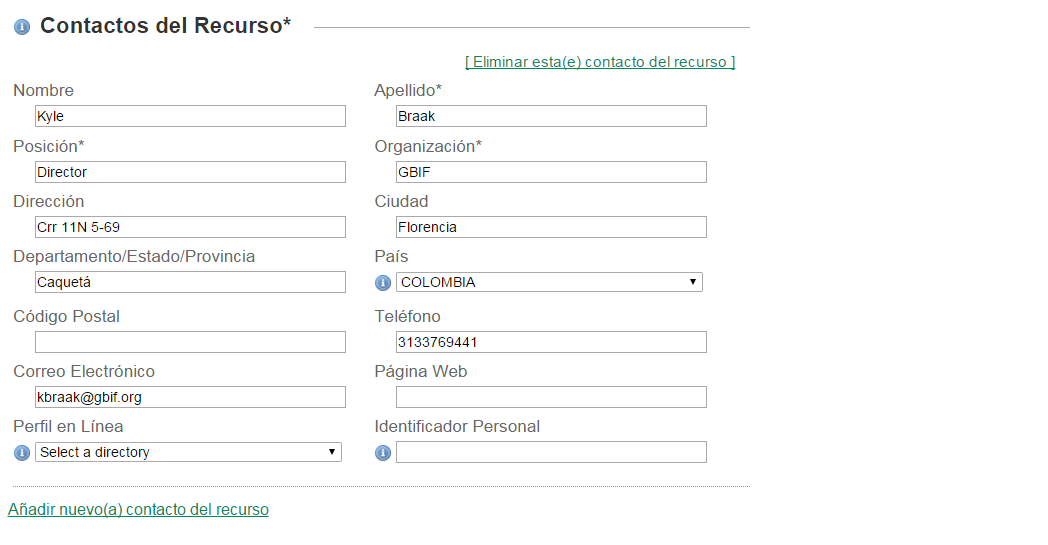 Contactos del Recurso*
[ Eliminar esta(e) contacto del recurso ]
Nombre Apellido*
Kyle Braak
Posición* Organización*
Director GBIF
Dirección Ciudad
Crr 11N 5-69 Florencia
Departamento/Estado/Provincia País
Caquetá COLOMBIA
Código Postal Teléfono
3133769441
Correo Electrónico Página Web
kbraak@gbif.org
Perfil en Línea Identificador Personal
Select a directory
Añadir nuevo(a) contacto del recurso